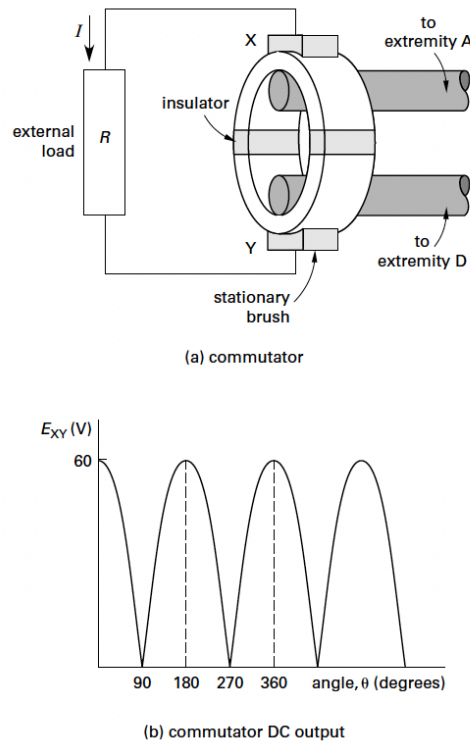 I
X
to
extremity A
insulator
external
load
R
Y
to
extremity D
stationary
brush
(a) commutator
E_XY (V)
60
90 180 270 360 angle, θ (degrees)
(b) commutator DC output